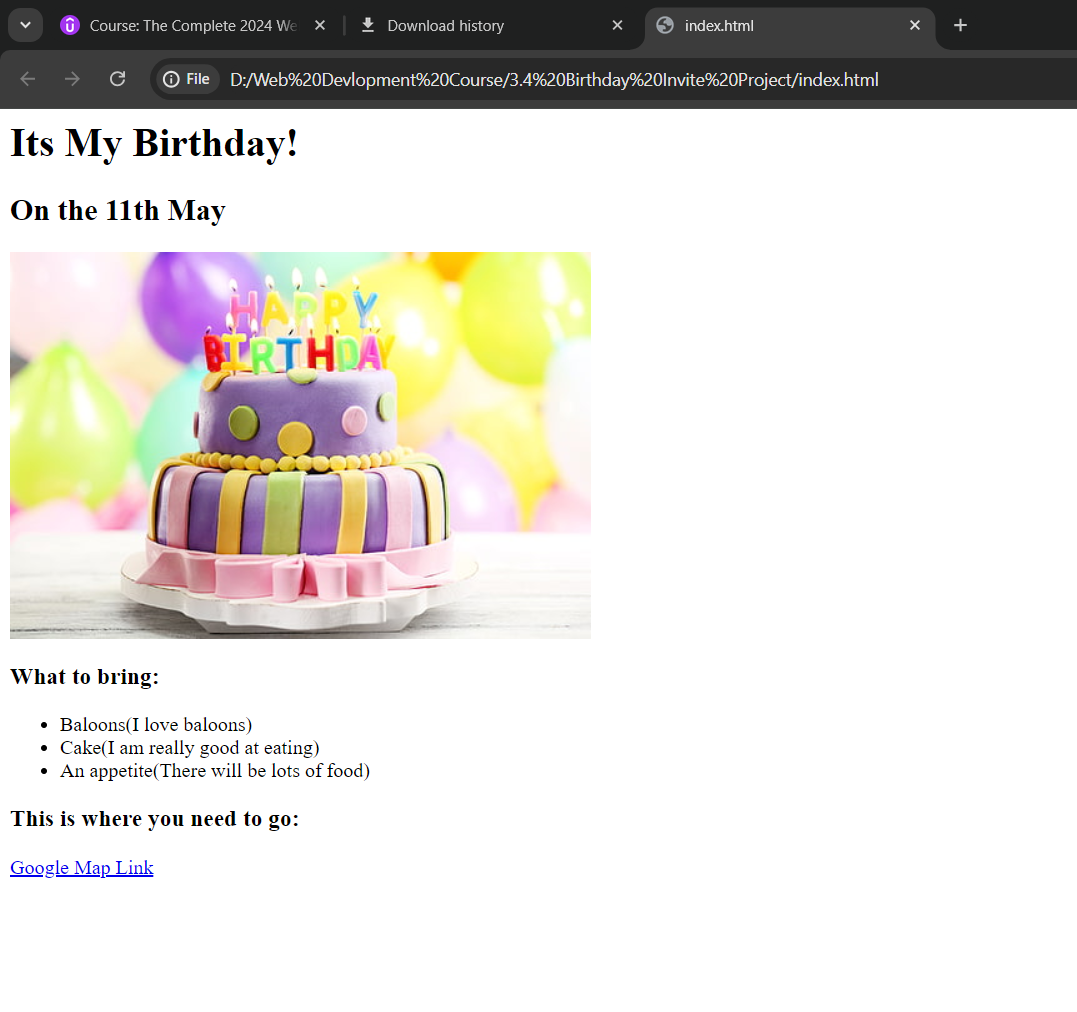 Course: The Complete 2024 We
Download history
index.html
File
D:/Web%20Devlopment%20Course/3.4%20Birthday%20Invite%20Project/index.html
Its My Birthday!
On the 11th May
HAPPY
BIRTHDAY
What to bring:
Baloons(I love baloons)
Cake(I am really good at eating)
An appetite(There will be lots of food)
This is where you need to go:
Google Map Link